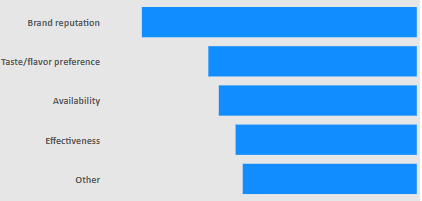 Brand reputation
Taste/flavor preference
Availability
Effectiveness
Other